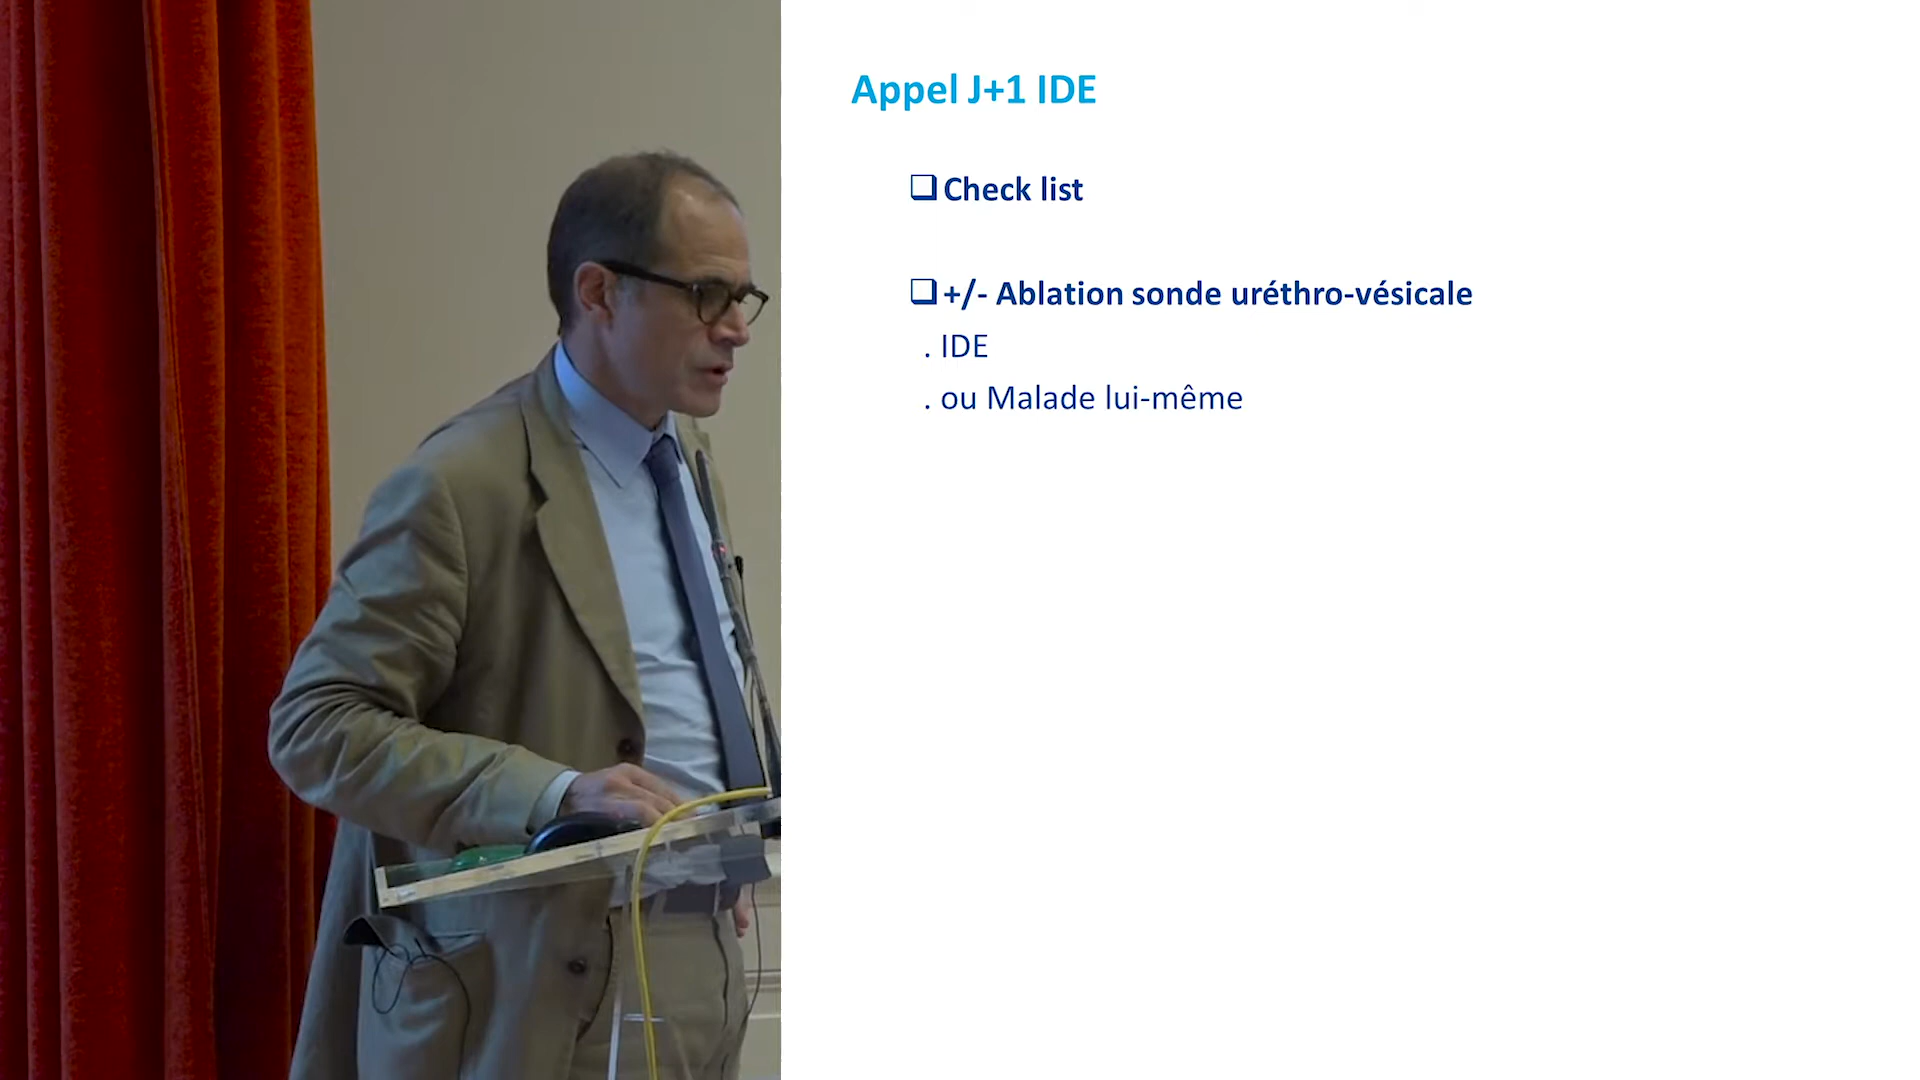 Appel J+1 IDE
❑ Check list
❑ +/- Ablation sonde uréthro-vésicale
. IDE
. ou Malade lui-même